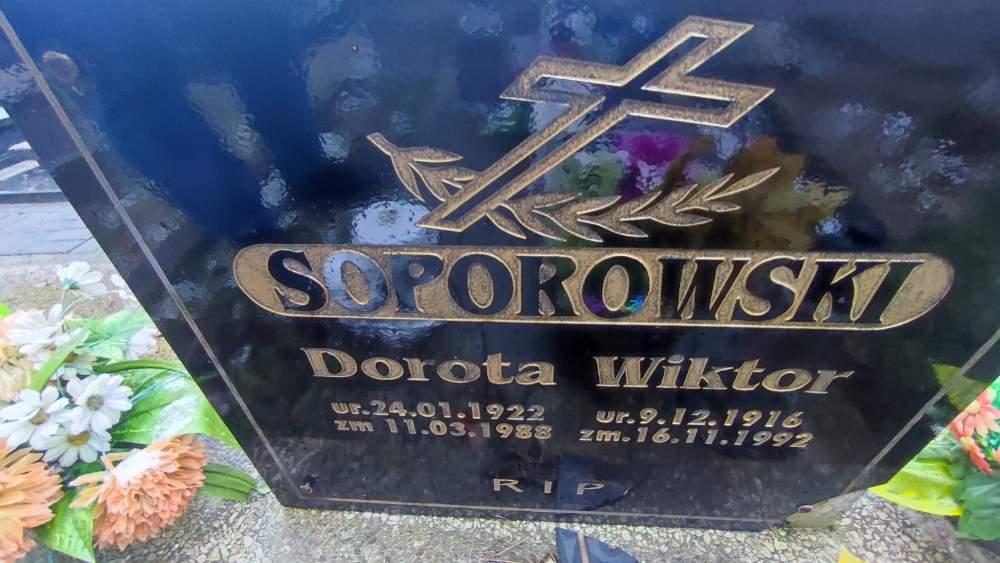 SOPOROWSKI
Dorota Wiktor
ur.24.01.1922 ur.9.12.1916
zm 11.03.1988 zm.16.11.1992
RIP